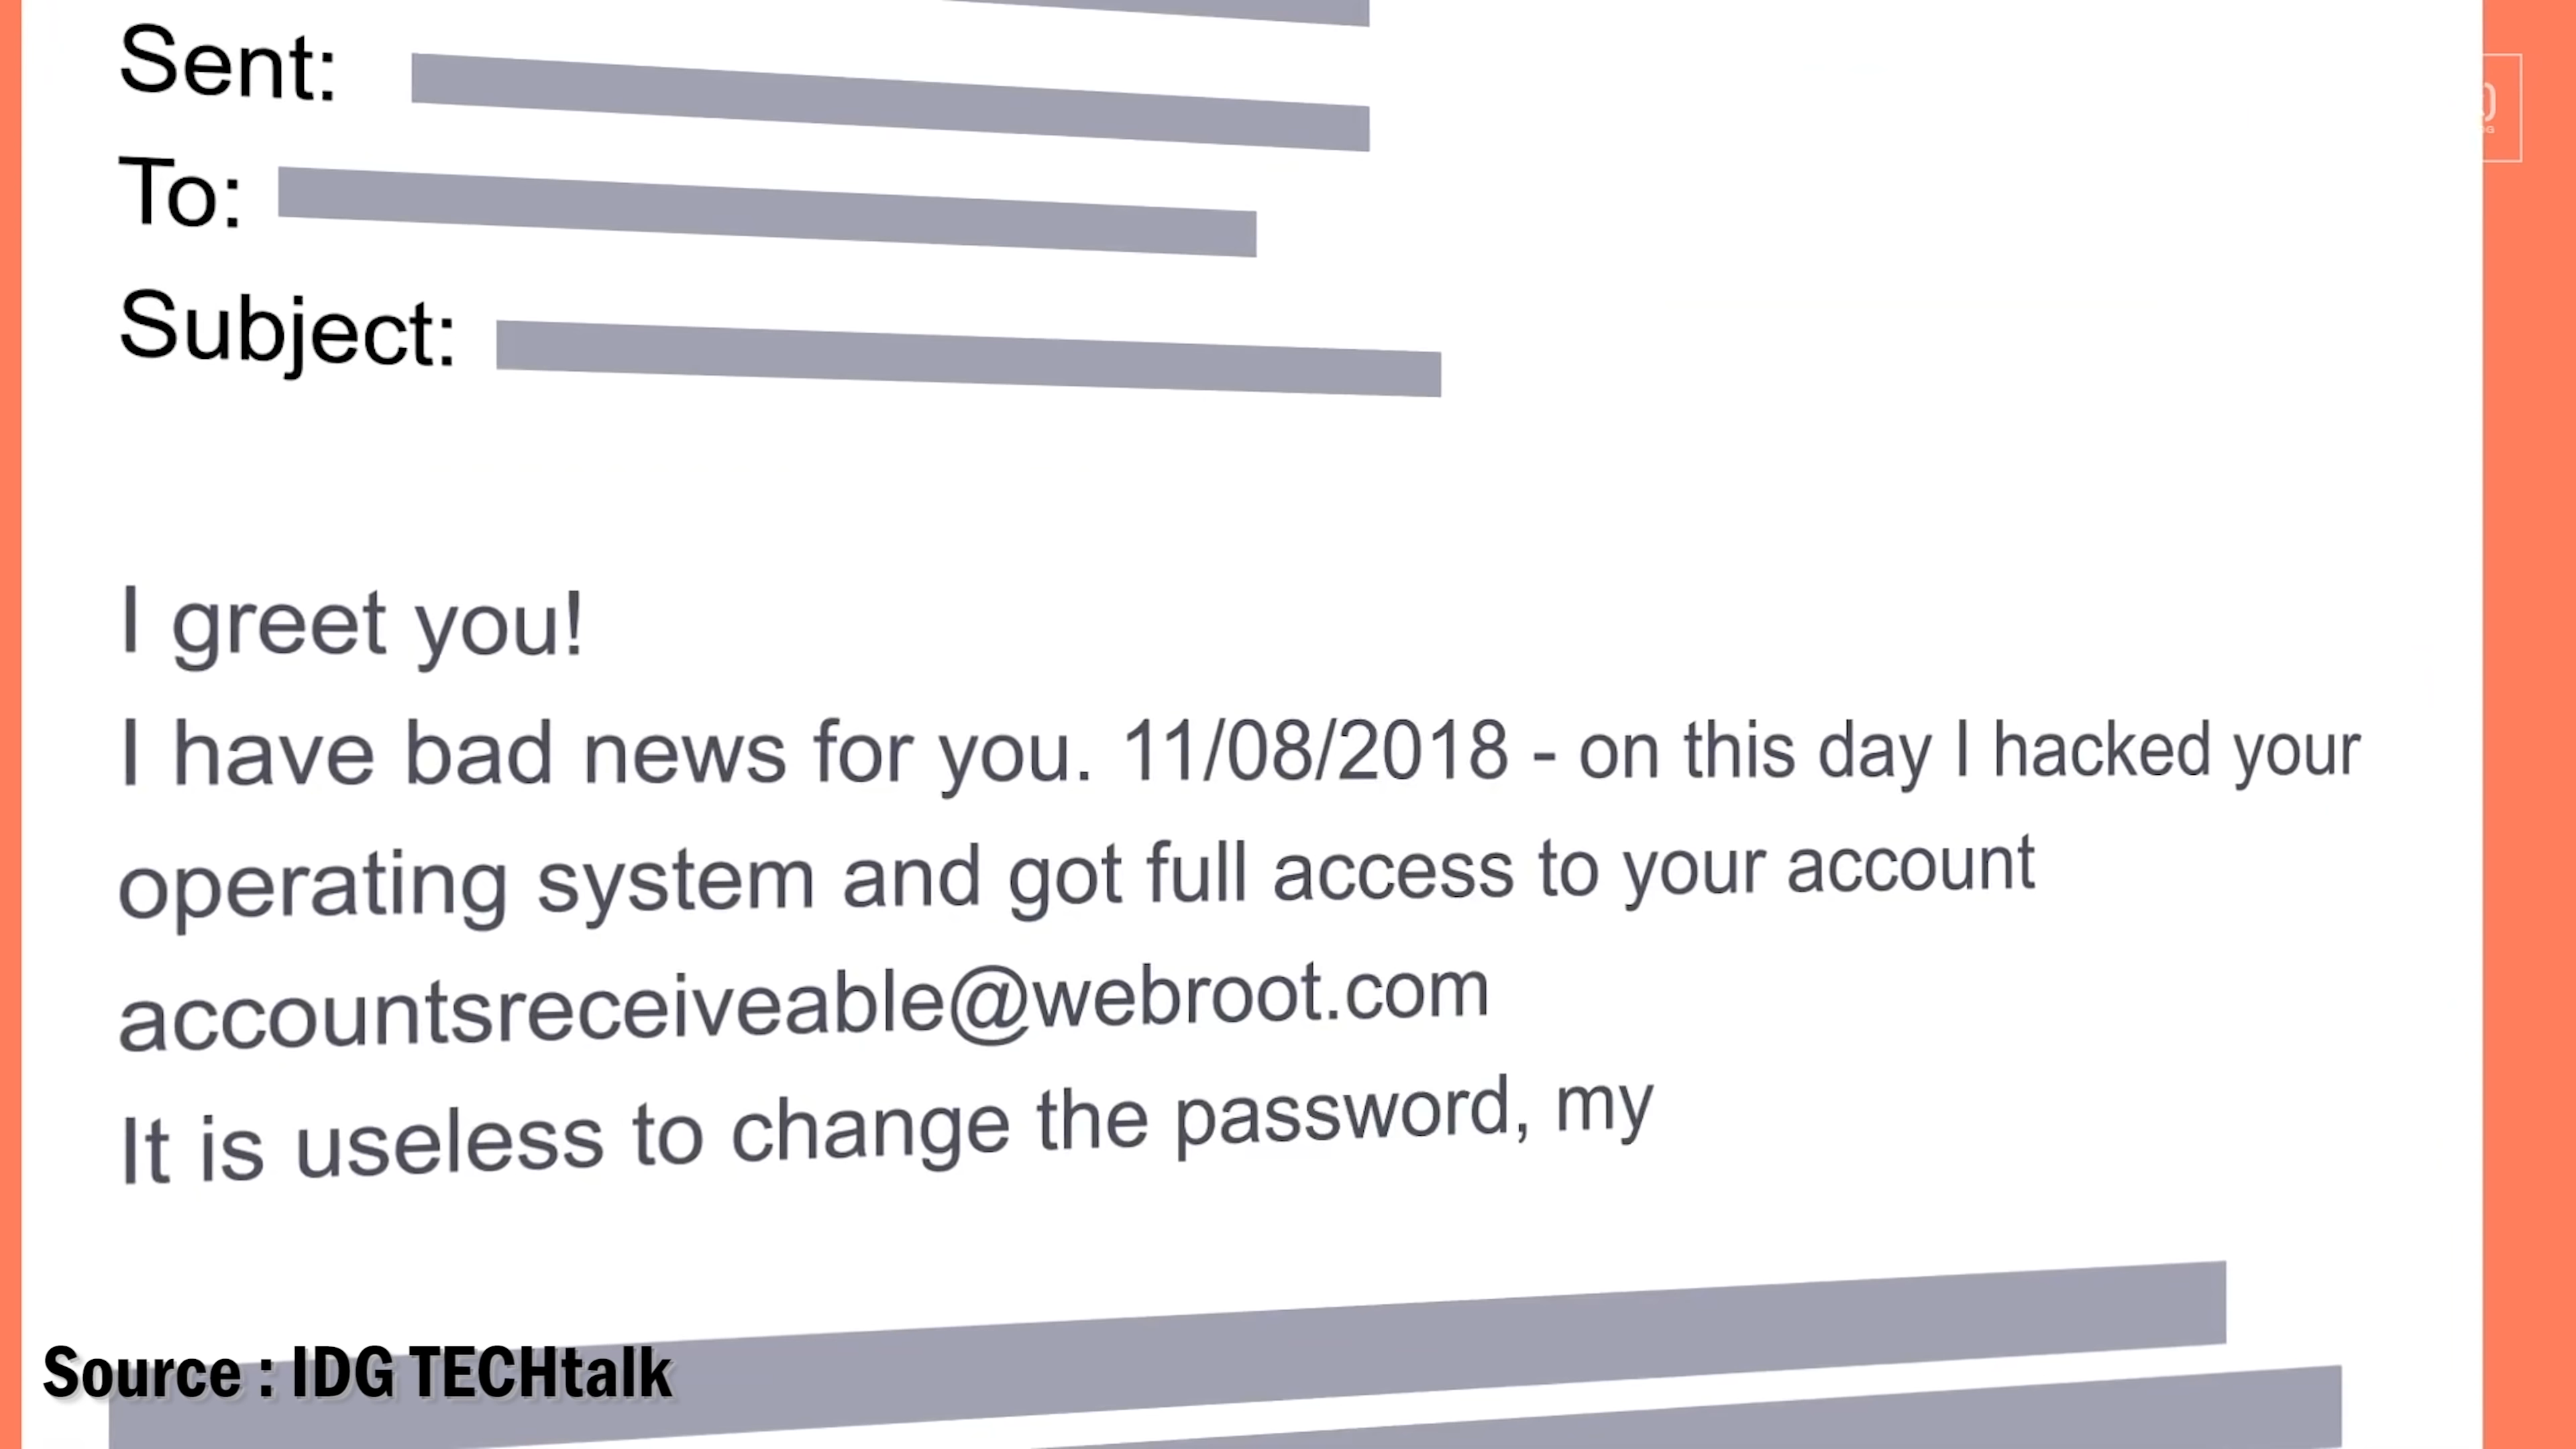 Sent:
To:
Subject:
I greet you!
I have bad news for you. 11/08/2018 - on this day I hacked your
operating system and got full access to your account
accountsreceiveable@webroot.com
It is useless to change the password, my
Source : IDG TECHtalk